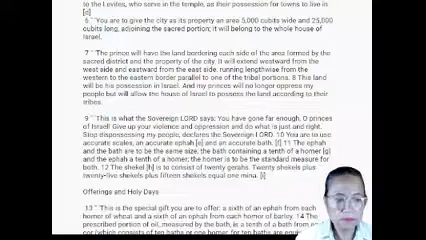 to the Levites, who serve in the temple, as their possession for towns to live in
[e]
6 "'You are to give the city as its property an area 5,000 cubits wide and 25,000
cubits long, adjoining the sacred portion; it will belong to the whole house of
Israel.
7 "'The prince will have the land bordering each side of the area formed by the
sacred district and the property of the city. It will extend westward from the
west side and eastward from the east side, running lengthwise from the
western to the eastern border parallel to one of the tribal portions. 8 This land
will be his possession in Israel. And my princes will no longer oppress my
people but will allow the house of Israel to possess the land according to their
tribes.
9 "'This is what the Sovereign LORD says: You have gone far enough, O princes
of Israel! Give up your violence and oppression and do what is just and right.
Stop dispossessing my people, declares the Sovereign LORD. 10 You are to use
accurate scales, an accurate ephah [e] and an accurate bath. [f] 11 The ephah
and the bath are to be the same size, the bath containing a tenth of a homer [g]
and the ephah a tenth of a homer; the homer is to be the standard measure for
both. 12 The shekel [h] is to consist of twenty gerahs. Twenty shekels plus
twenty-five shekels plus fifteen shekels equal one mina. [i]
Offerings and Holy Days
13 "'This is the special gift you are to offer: a sixth of an ephah from each
homer of wheat and a sixth of an ephah from each homer of barley. 14 The
prescribed portion of oil, measured by the bath, is a tenth of a bath from
cor (which consists of ten baths or one homer, for ten baths are